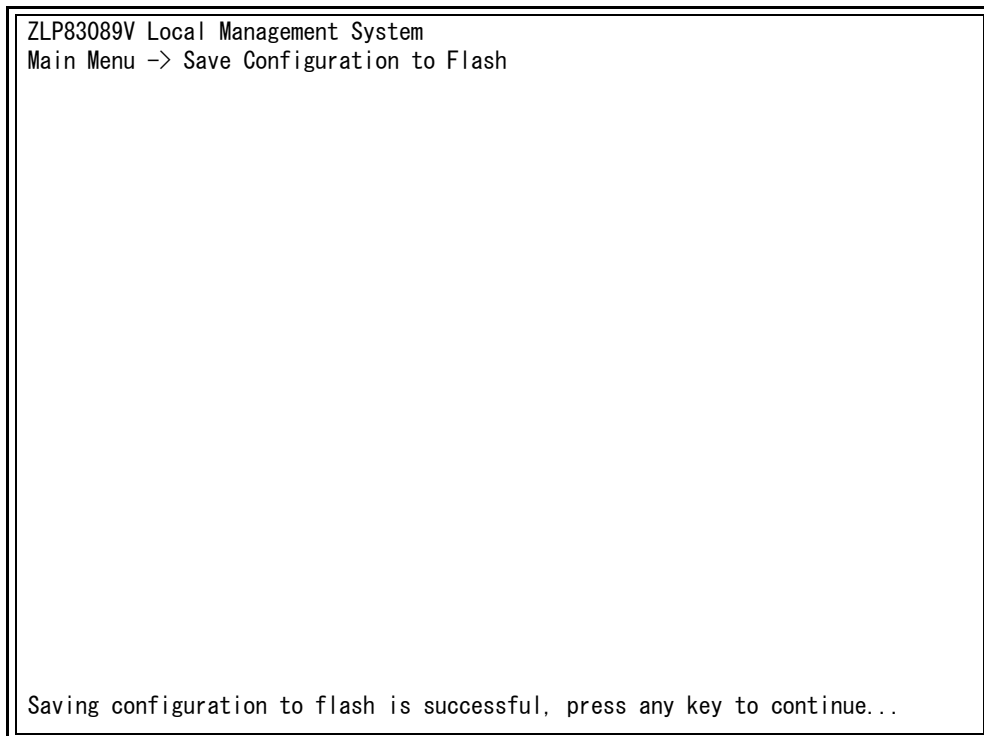 ZLP83089V Local Management System
Main Menu -> Save Configuration to Flash
Saving configuration to flash is successful, press any key to continue...